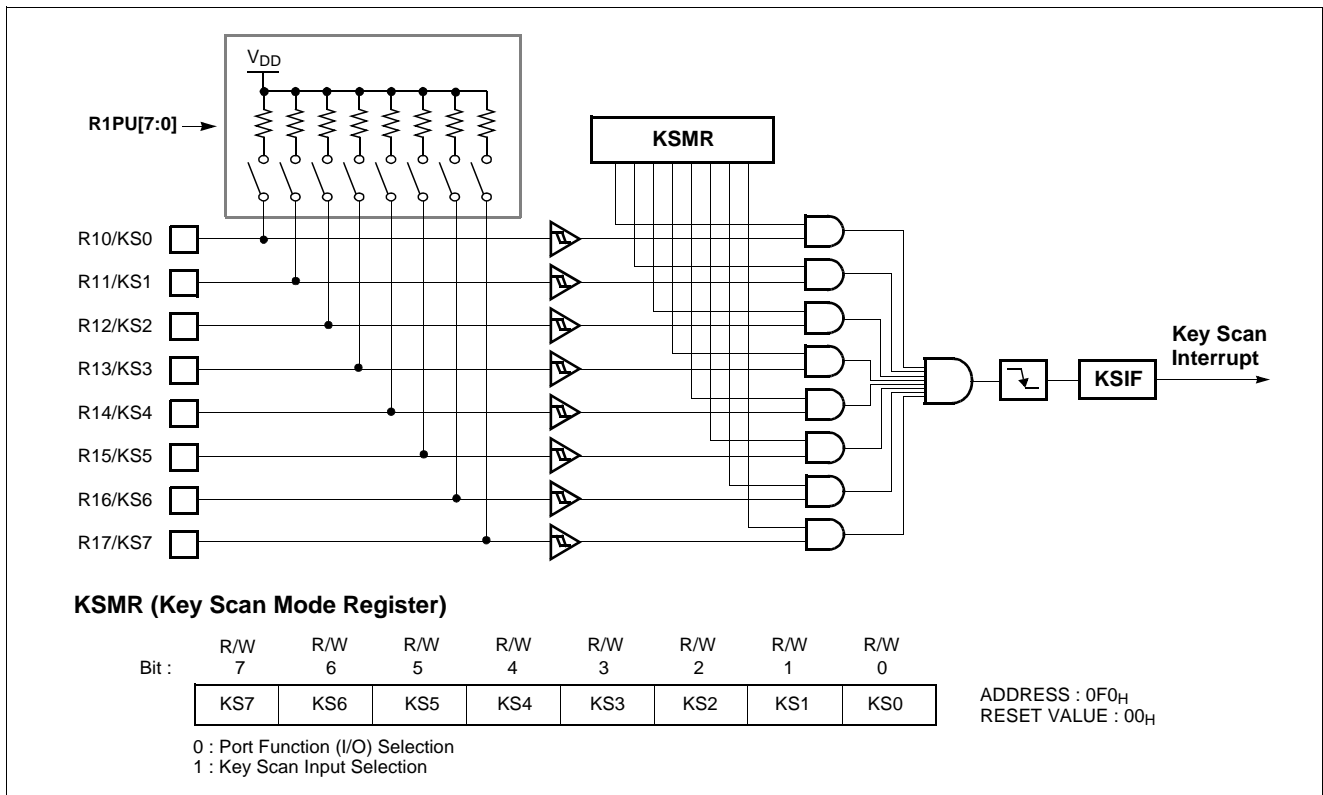 VDD
R1PU[7:0]
KSMR
R10/KS0
R11/KS1
R12/KS2
R13/KS3
R14/KS4
R15/KS5
R16/KS6
R17/KS7
Key Scan
Interrupt
KSIF
KSMR (Key Scan Mode Register)
R/W R/W R/W R/W R/W R/W R/W R/W
Bit : 7 6 5 4 3 2 1 0
KS7 KS6 KS5 KS4 KS3 KS2 KS1 KS0
ADDRESS : 0F0H
RESET VALUE : 00H
0 : Port Function (I/O) Selection
1 : Key Scan Input Selection